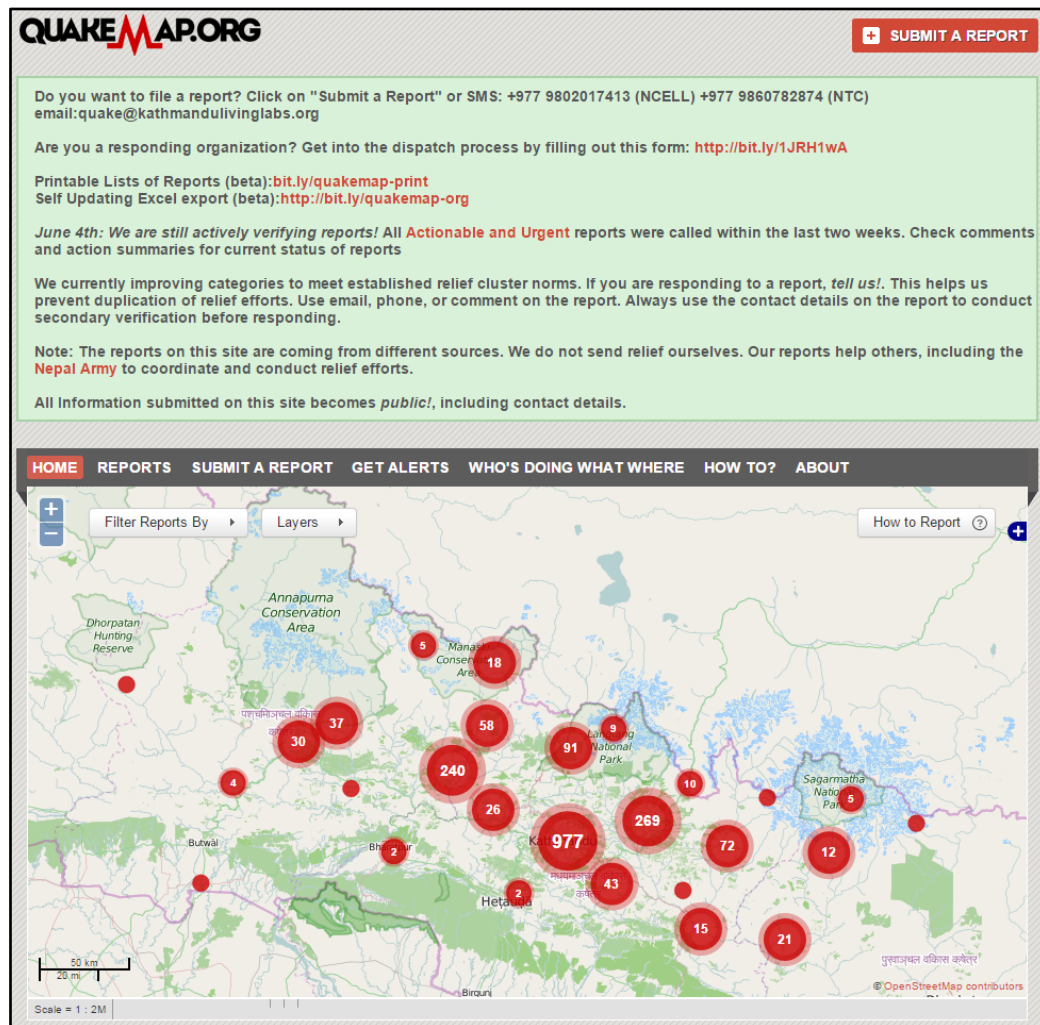 QUAKEMAP.ORG
SUBMIT A REPORT
Do you want to file a report? Click on "Submit a Report" or SMS: +977 9802017413 (NCELL) +977 9860782874 (NTC)
email:quake@kathmandulivinglabs.org
Are you a responding organization? Get into the dispatch process by filling out this form: http://bit.ly/1JRH1wA
Printable Lists of Reports (beta):bit.ly/quakemap-print
Self Updating Excel export (beta):http://bit.ly/quakemap-org
June 4th: We are still actively verifying reports! All Actionable and Urgent reports were called within the last two weeks. Check comments
and action summaries for current status of reports
We currently improving categories to meet established relief cluster norms. If you are responding to a report, tell us!. This helps us
prevent duplication of relief efforts. Use email, phone, or comment on the report. Always use the contact details on the report to conduct
secondary verification before responding.
Note: The reports on this site are coming from different sources. We do not send relief ourselves. Our reports help others, including the
Nepal Army to coordinate and conduct relief efforts.
All Information submitted on this site becomes public!, including contact details.
HOME REPORTS SUBMIT A REPORT GET ALERTS WHO'S DOING WHAT WHERE HOW TO? ABOUT
Filter Reports By
Layers
How to Report ?
Annapurna
Conservation
Area
Dhorpatan
Hunting
Reserve
5
18
Area
37
30
58
91
9
National
Park
240
4
10
Sagarmatha
5
26
269
977
72
12
Butwal
2
43
2
Hetauda
15
21
पुरवाञ्चल विकास क्षेत्र
50 km
20 mi
Birgunj
© OpenStreetMap contributors
Scale = 1 : 2M